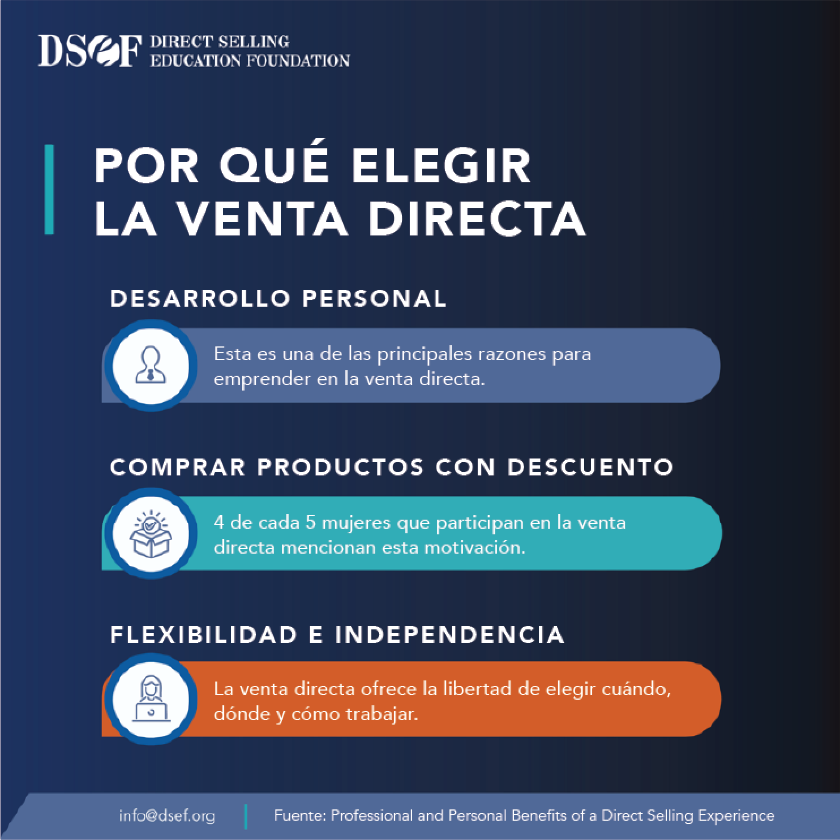 DSEF DIRECT SELLING
EDUCATION FOUNDATION
POR QUÉ ELEGIR
LA VENTA DIRECTA
DESARROLLO PERSONAL
Esta es una de las principales razones para
emprender en la venta directa.
COMPRAR PRODUCTOS CON DESCUENTO
4 de cada 5 mujeres que participan en la venta
directa mencionan esta motivación.
FLEXIBILIDAD E INDEPENDENCIA
La venta directa ofrece la libertad de elegir cuándo,
dónde y cómo trabajar.
info@dsef.org
Fuente: Professional and Personal Benefits of a Direct Selling Experience